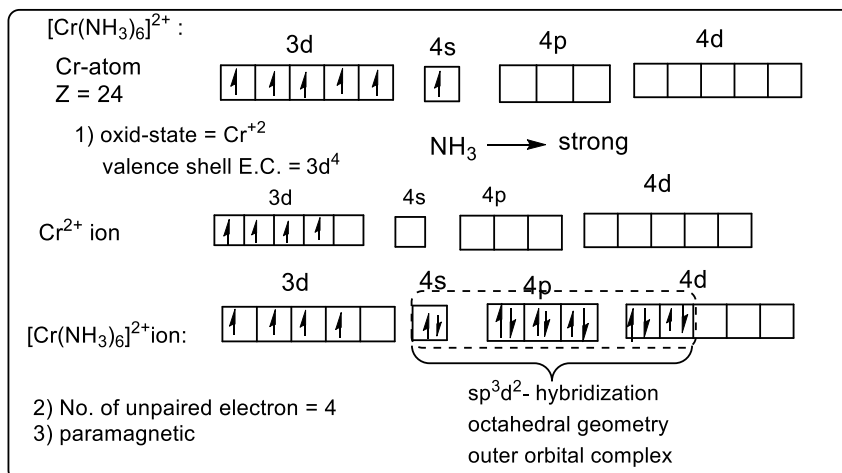 [Cr(NH₃)₆]²⁺ :
3d 4s 4p 4d
Cr-atom
Z = 24
1) oxid-state = Cr⁺²
NH₃ → strong
valence shell E.C. = 3d⁴
3d 4s 4p 4d
Cr²⁺ ion
3d 4s 4p 4d
[Cr(NH₃)₆]²⁺ion:
sp³d²- hybridization
2) No. of unpaired electron = 4
octahedral geometry
3) paramagnetic
outer orbital complex